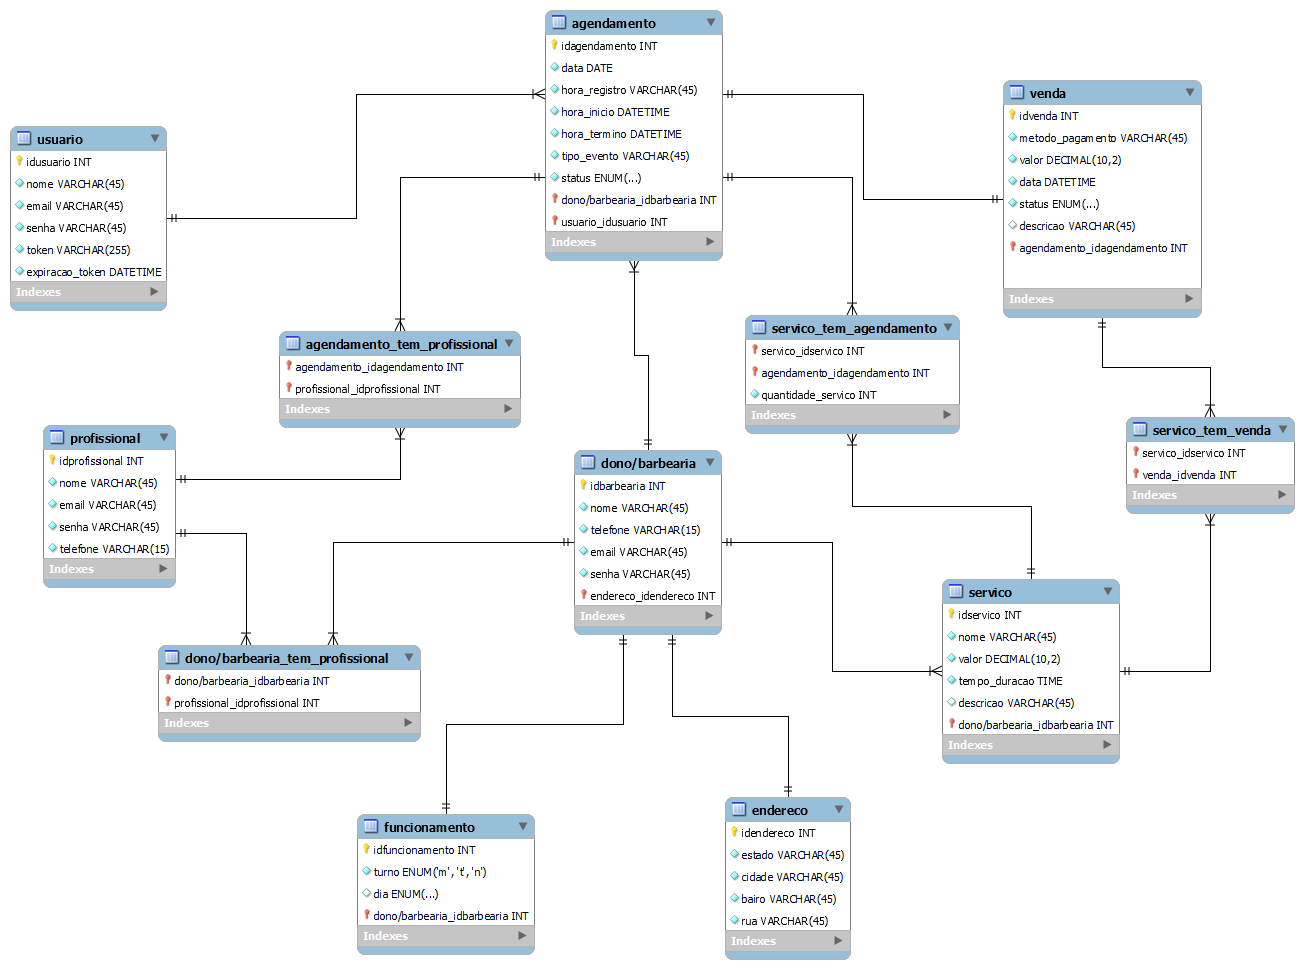 agendamento
idagendamento INT
data DATE
hora_registro VARCHAR(45)
hora_inicio DATETIME
hora_termino DATETIME
tipo_evento VARCHAR(45)
status ENUM(...)
dono/barbearia_idbarbearia INT
usuario_idusuario INT
Indexes
venda
idvenda INT
metodo_pagamento VARCHAR(45)
valor DECIMAL(10,2)
data DATETIME
status ENUM(...)
descricao VARCHAR(45)
agendamento_idagendamento INT
Indexes
usuario
idusuario INT
nome VARCHAR(45)
email VARCHAR(45)
senha VARCHAR(45)
token VARCHAR(255)
expiracao_token DATETIME
Indexes
agendamento_tem_profissional
agendamento_idagendamento INT
profissional_idprofissional INT
Indexes
servico_tem_agendamento
servico_idservico INT
agendamento_idagendamento INT
quantidade_servico INT
Indexes
servico_tem_venda
servico_idservico INT
venda_idvenda INT
Indexes
profissional
idprofissional INT
nome VARCHAR(45)
email VARCHAR(45)
senha VARCHAR(45)
telefone VARCHAR(15)
Indexes
dono/barbearia
idbarbearia INT
nome VARCHAR(45)
telefone VARCHAR(15)
email VARCHAR(45)
senha VARCHAR(45)
endereco_idendereco INT
Indexes
servico
idservico INT
nome VARCHAR(45)
valor DECIMAL(10,2)
tempo_duracao TIME
descricao VARCHAR(45)
dono/barbearia_idbarbearia INT
Indexes
dono/barbearia_tem_profissional
dono/barbearia_idbarbearia INT
profissional_idprofissional INT
Indexes
funcionamento
idfuncionamento INT
turno ENUM('m','t','n')
dia ENUM(...)
dono/barbearia_idbarbearia INT
Indexes
endereco
idendereco INT
estado VARCHAR(45)
cidade VARCHAR(45)
bairo VARCHAR(45)
rua VARCHAR(45)
Indexes